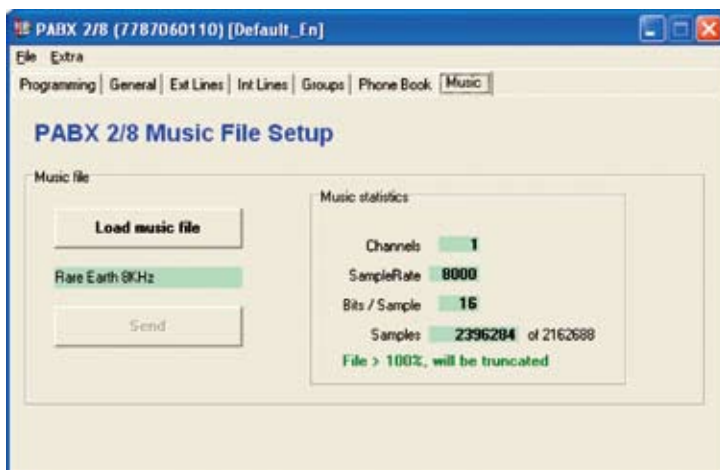 PABX 2/8 (7787060110) [Default_En]
File Extra
Programming General Ext Lines Int Lines Groups Phone Book Music
PABX 2/8 Music File Setup
Music file
Load music file
Rare Earth 8KHz
Send
Music statistics
Channels 1
SampleRate 8000
Bits / Sample 16
Samples 2396284 of 2162688
File > 100%, will be truncated